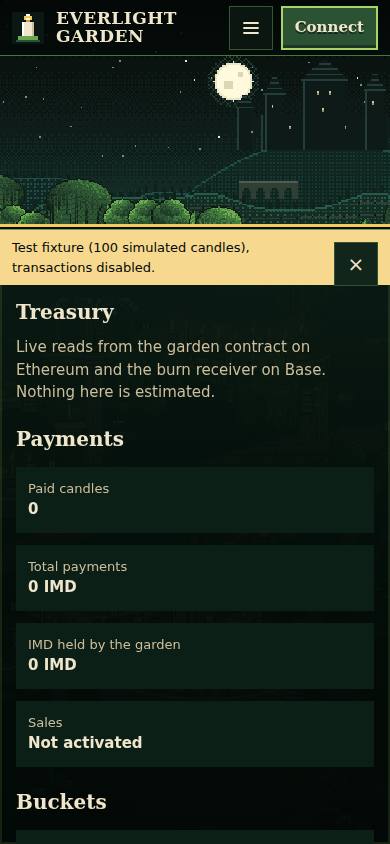 EVERLIGHT
GARDEN
Connect
Test fixture (100 simulated candles),
transactions disabled.
Treasury
Live reads from the garden contract on
Ethereum and the burn receiver on Base.
Nothing here is estimated.
Payments
Paid candles
0
Total payments
0 IMD
IMD held by the garden
0 IMD
Sales
Not activated
Buckets